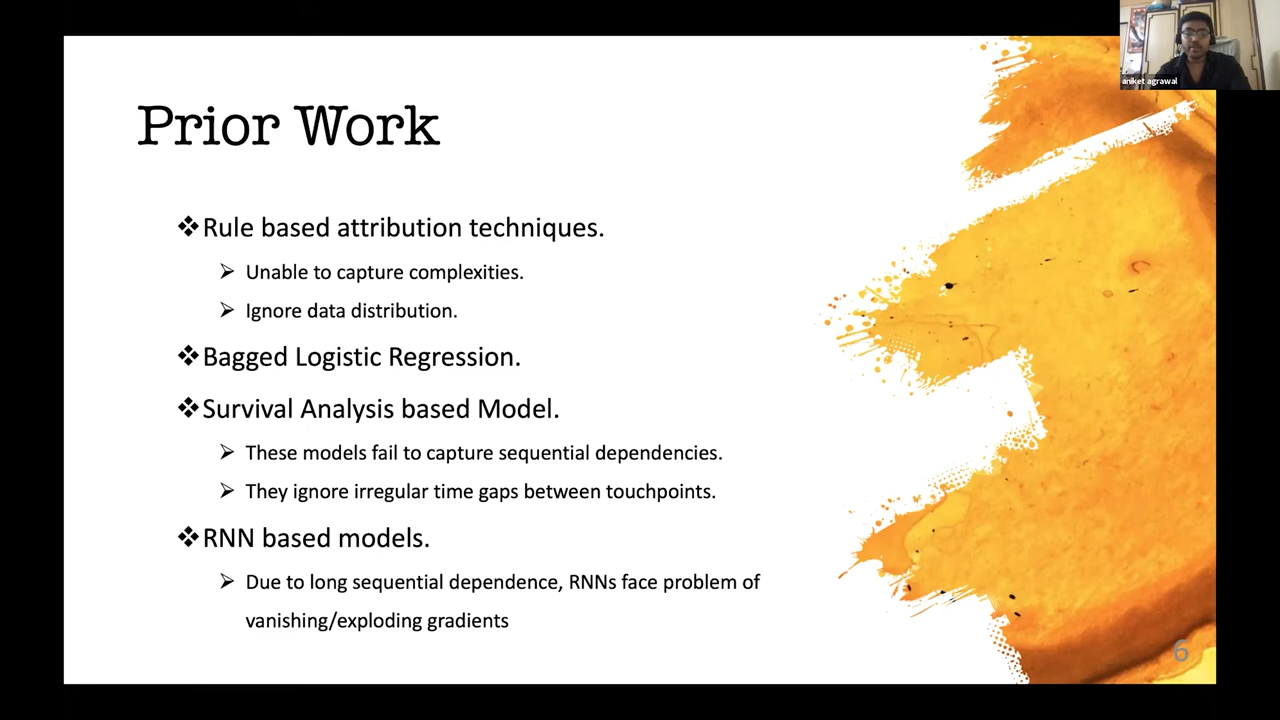 aniket agrawal
Prior Work
❖Rule based attribution techniques.
➢ Unable to capture complexities.
➢ Ignore data distribution.
❖Bagged Logistic Regression.
❖Survival Analysis based Model.
➢ These models fail to capture sequential dependencies.
➢ They ignore irregular time gaps between touchpoints.
❖RNN based models.
➢ Due to long sequential dependence, RNNs face problem of
vanishing/exploding gradients
6